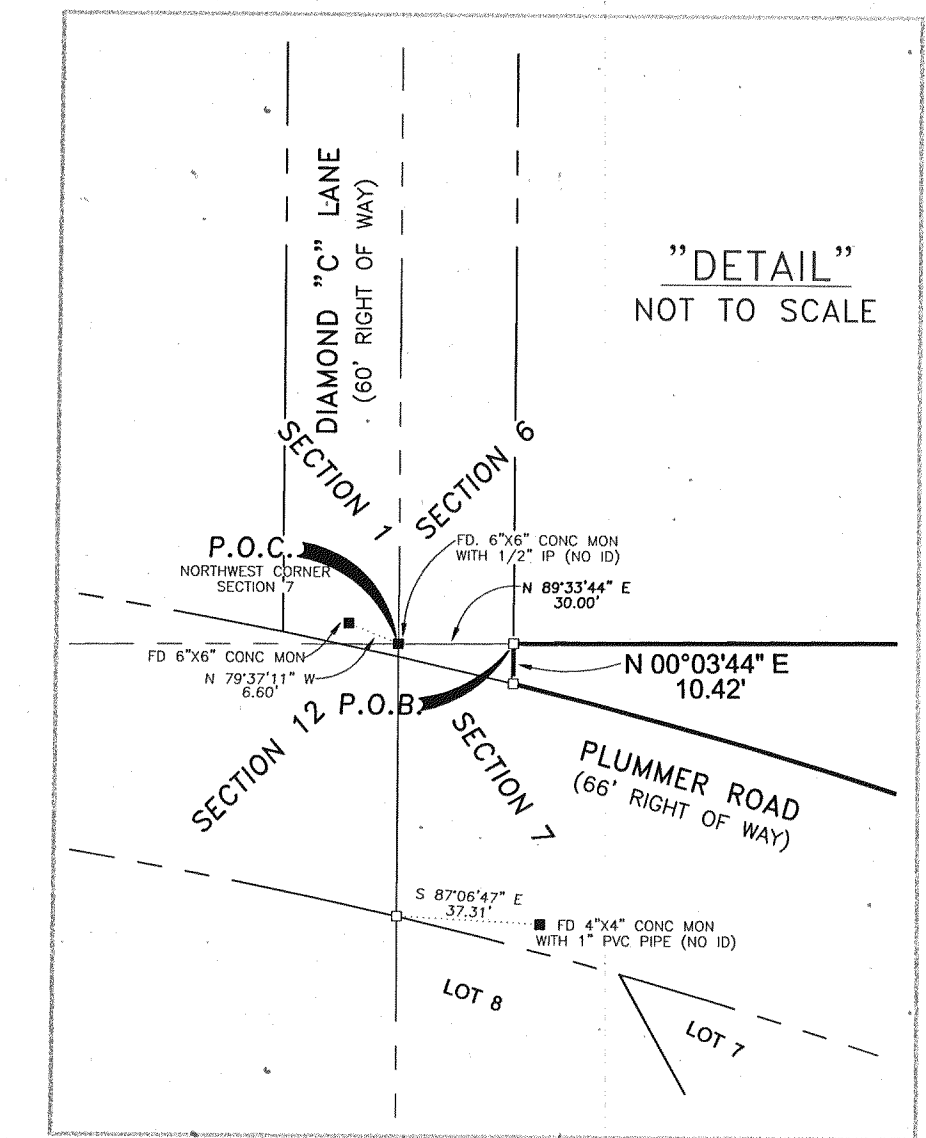 DIAMOND "C" LANE
(60' RIGHT OF WAY)
"DETAIL"
NOT TO SCALE
SECTION 1
SECTION 6
P.O.C.
NORTHWEST CORNER
SECTION 7
FD. 6"X6" CONC MON
WITH 1/2" IP (NO ID)
N 89°33'44" E
30.00'
FD 6"X6" CONC MON
N 79°37'11" W
6.60'
N 00°03'44" E
10.42'
P.O.B.
SECTION 12
SECTION 7
PLUMMER ROAD
(66' RIGHT OF WAY)
S 87°06'47" E
37.31'
FD 4"X4" CONC MON
WITH 1" PVC PIPE (NO ID)
LOT 8
LOT 7